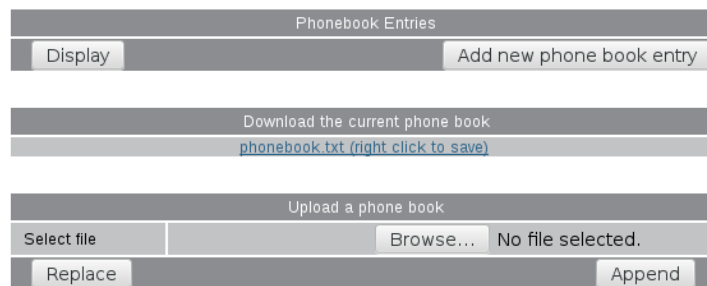 Phonebook Entries
Display Add new phone book entry
Download the current phone book
phonebook.txt (right click to save)
Upload a phone book
Select file Browse... No file selected.
Replace Append